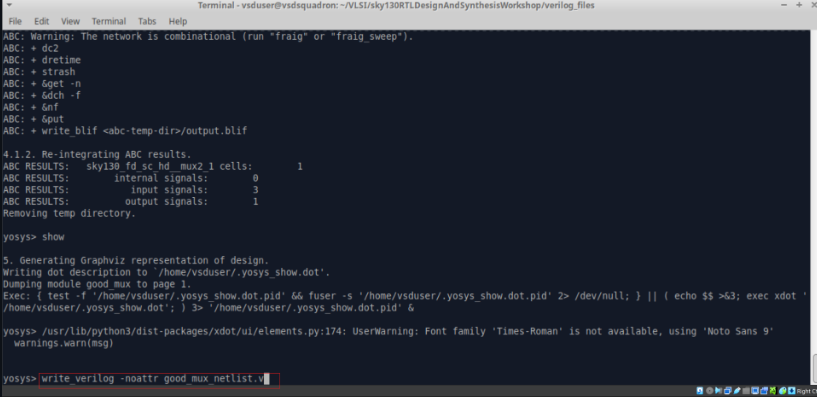 Terminal - vsduser@vsdsquadron: ~/VLSI/sky130RTLDesignAndSynthesisWorkshop/verilog_files
File Edit View Terminal Tabs Help
ABC: Warning: The network is combinational (run "fraig" or "fraig_sweep").
ABC: + dc2
ABC: + dretime
ABC: + strash
ABC: + &get -n
ABC: + &dch -f
ABC: + &nf
ABC: + &put
ABC: + write_blif <abc-temp-dir>/output.blif
4.1.2. Re-integrating ABC results.
ABC RESULTS: sky130_fd_sc_hd__mux2_1 cells: 1
ABC RESULTS: internal signals: 0
ABC RESULTS: input signals: 3
ABC RESULTS: output signals: 1
Removing temp directory.
yosys> show
5. Generating Graphviz representation of design.
Writing dot description to `/home/vsduser/.yosys_show.dot'.
Dumping module good_mux to page 1.
Exec: { test -f '/home/vsduser/.yosys_show.dot.pid' && fuser -s '/home/vsduser/.yosys_show.dot.pid' 2> /dev/null; } || ( echo $$ >&3; exec xdot '
/home/vsduser/.yosys_show.dot'; ) 3> '/home/vsduser/.yosys_show.dot.pid' &
yosys> /usr/lib/python3/dist-packages/xdot/ui/elements.py:174: UserWarning: Font family 'Times-Roman' is not available, using 'Noto Sans 9'
warnings.warn(msg)
yosys> write_verilog -noattr good_mux_netlist.v
Right C